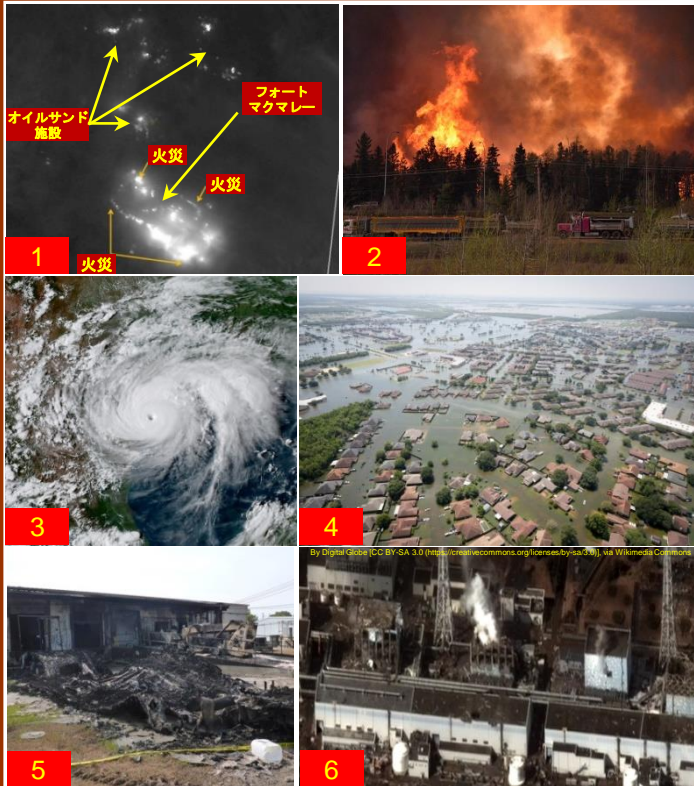 オイルサンド
施設
フォート
マクマレー
火災
火災
火災
1
2
3
4
By Digital Globe [CC BY-SA 3.0 (https://creativecommons.org/licenses/by-sa/3.0)], via Wikimedia Commons
5
6